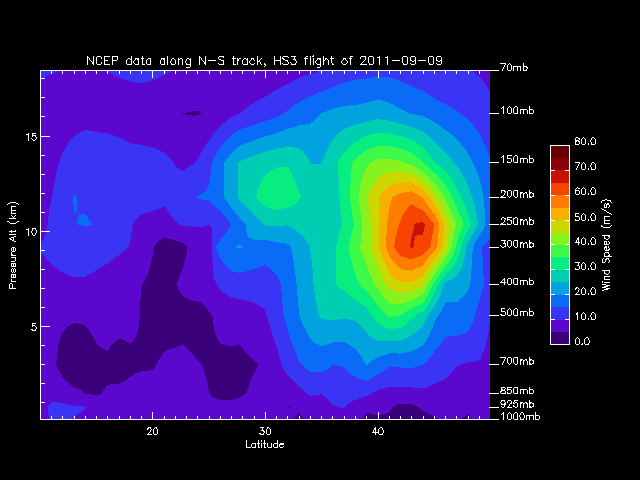 NCEP data along N-S track, HS3 flight of 2011-09-09
70mb
100mb
15
150mb
200mb
250mb
10
300mb
400mb
5
500mb
700mb
850mb
925mb
1000mb
Pressure Alt (km)
20
30
40
Latitude
80.0
70.0
60.0
50.0
40.0
30.0
20.0
10.0
0.0
Wind Speed (m/s)